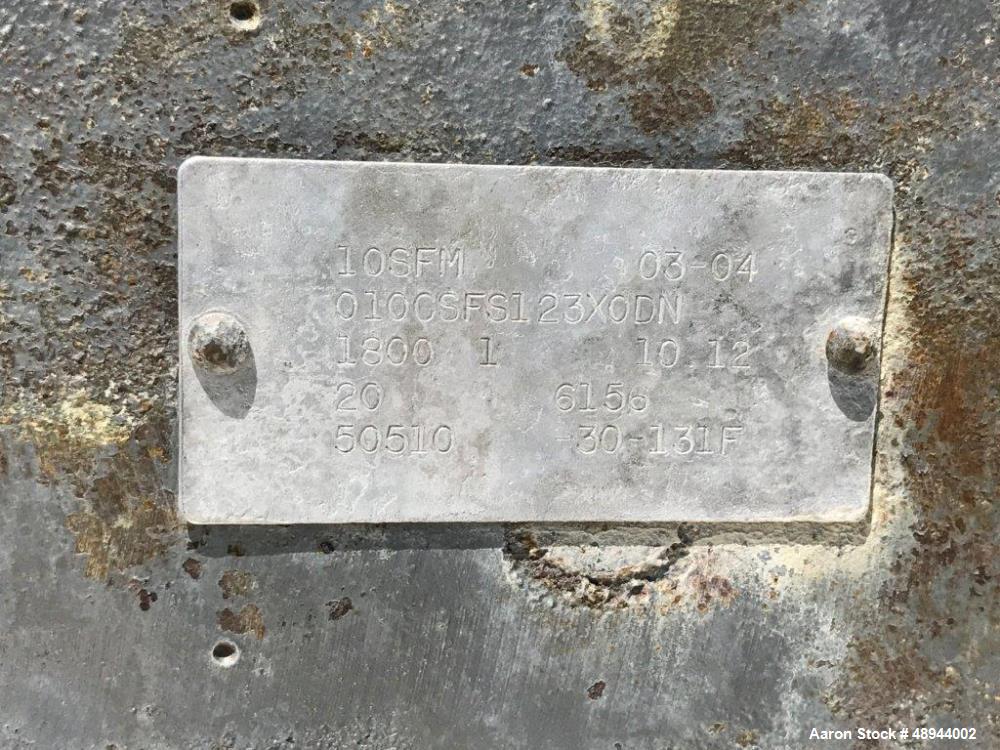 10SFM 03-04
010CSFS123X0DN
1800 1 10.12
20 6156
50510 -30-131F
Aaron Stock # 48944002